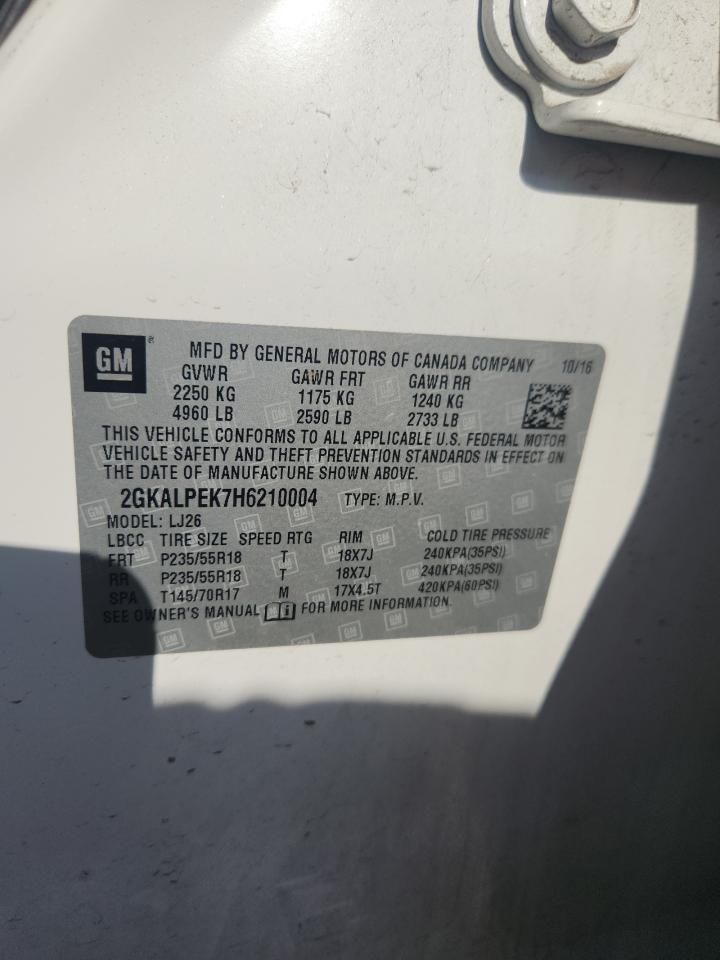 GM ® MFD BY GENERAL MOTORS OF CANADA COMPANY 10/16
GVWR GAWR FRT GAWR RR
2250 KG 1175 KG 1240 KG
4960 LB 2590 LB 2733 LB
THIS VEHICLE CONFORMS TO ALL APPLICABLE U.S. FEDERAL MOTOR
VEHICLE SAFETY AND THEFT PREVENTION STANDARDS IN EFFECT ON
THE DATE OF MANUFACTURE SHOWN ABOVE.
2GKALPEK7H6210004 TYPE: M.P.V.
MODEL: LJ26
LBCC TIRE SIZE SPEED RTG RIM COLD TIRE PRESSURE
FRT P235/55R18 T 18X7J 240KPA(35PSI)
RR P235/55R18 T 18X7J 240KPA(35PSI)
SPA T145/70R17 M 17X4.5T 420KPA(60PSI)
SEE OWNER'S MANUAL FOR MORE INFORMATION.